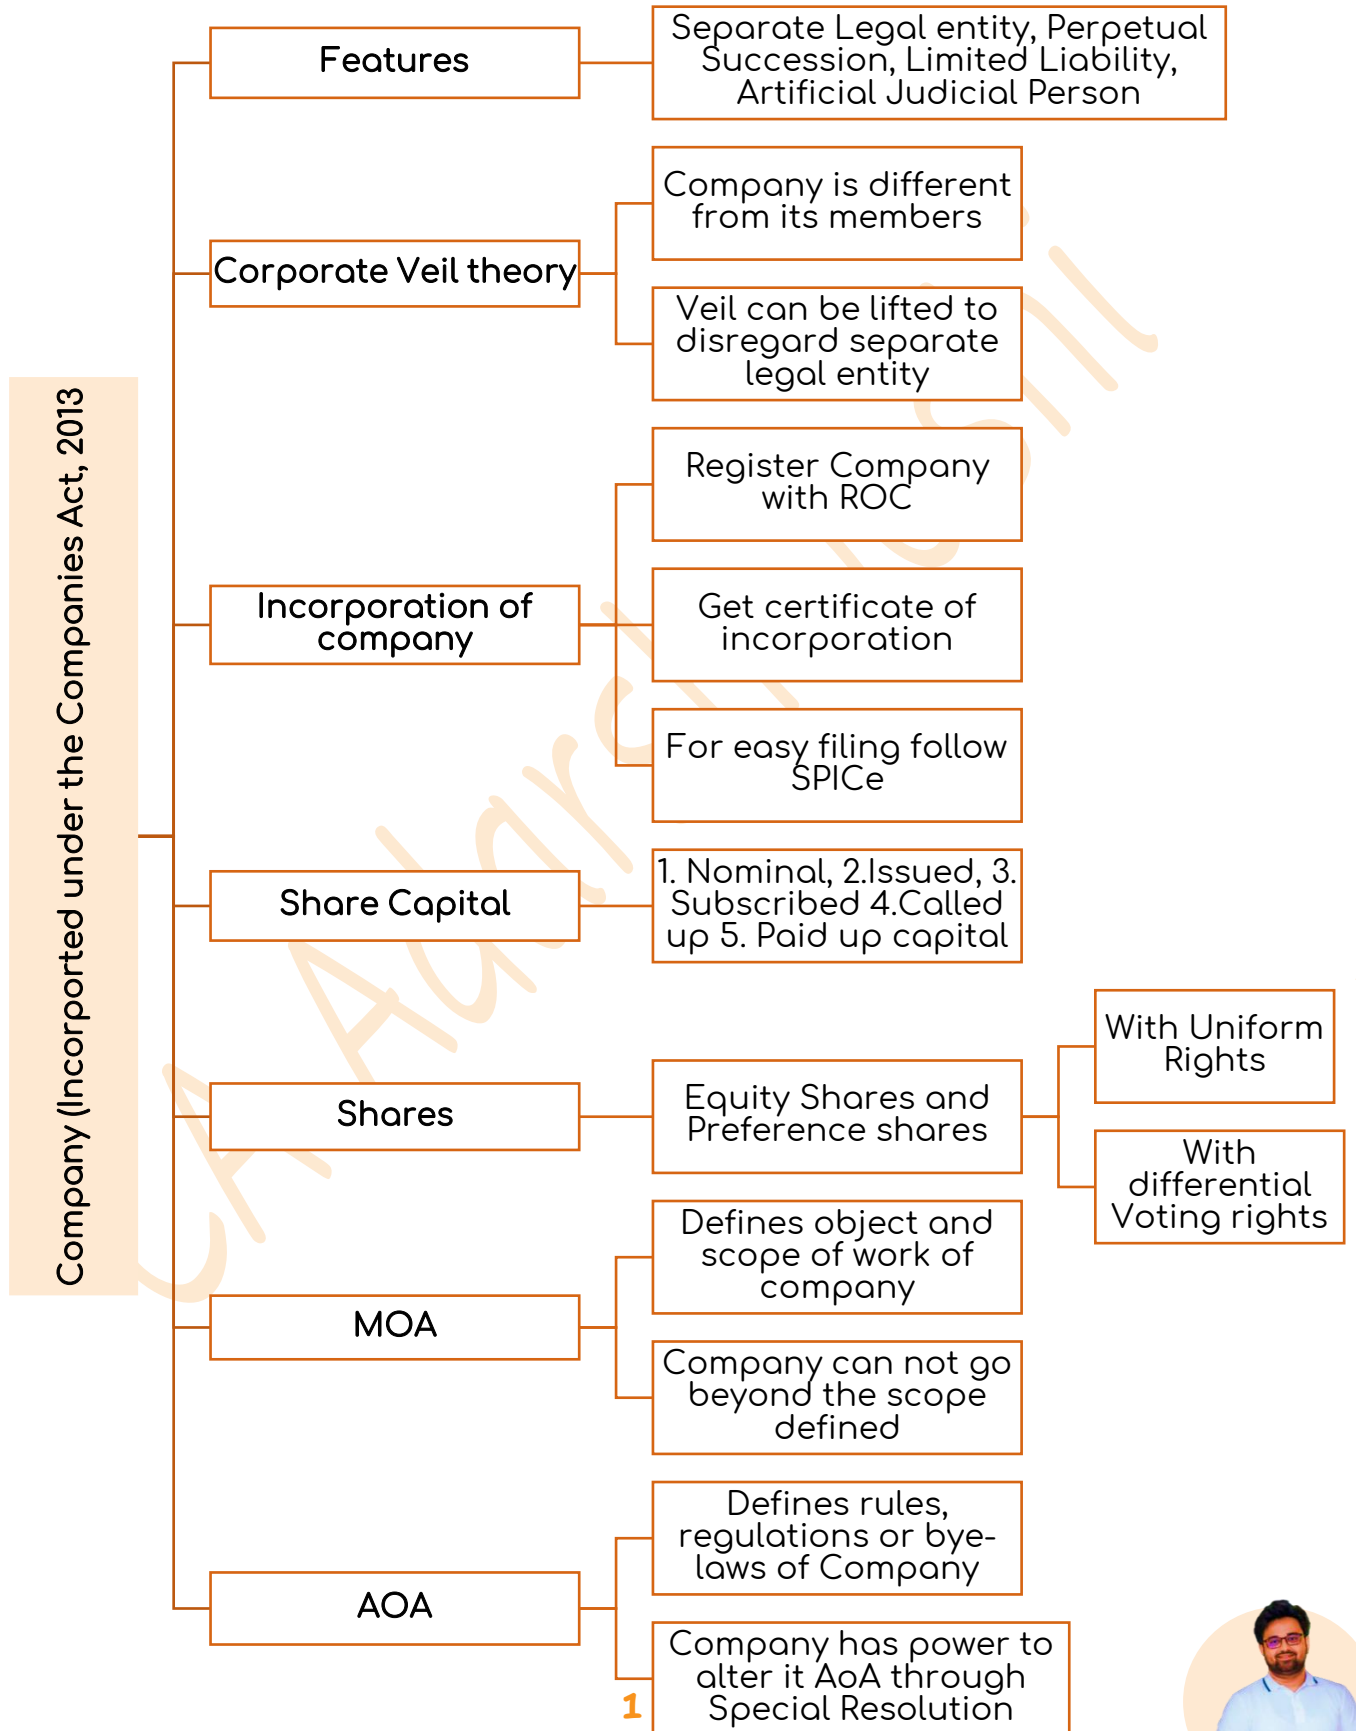 Company (Incorported under the Companies Act, 2013
Features
Separate Legal entity, Perpetual
Succession, Limited Liability,
Artificial Judicial Person
Corporate Veil theory
Company is different
from its members
Veil can be lifted to
disregard separate
legal entity
Incorporation of
company
Register Company
with ROC
Get certificate of
incorporation
For easy filing follow
SPICe
Share Capital
1. Nominal, 2.Issued, 3.
Subscribed 4.Called
up 5. Paid up capital
Shares
Equity Shares and
Preference shares
With Uniform
Rights
With
differential
Voting rights
MOA
Defines object and
scope of work of
company
Company can not go
beyond the scope
defined
AOA
Defines rules,
regulations or bye-
laws of Company
Company has power to
alter it AoA through
Special Resolution
1